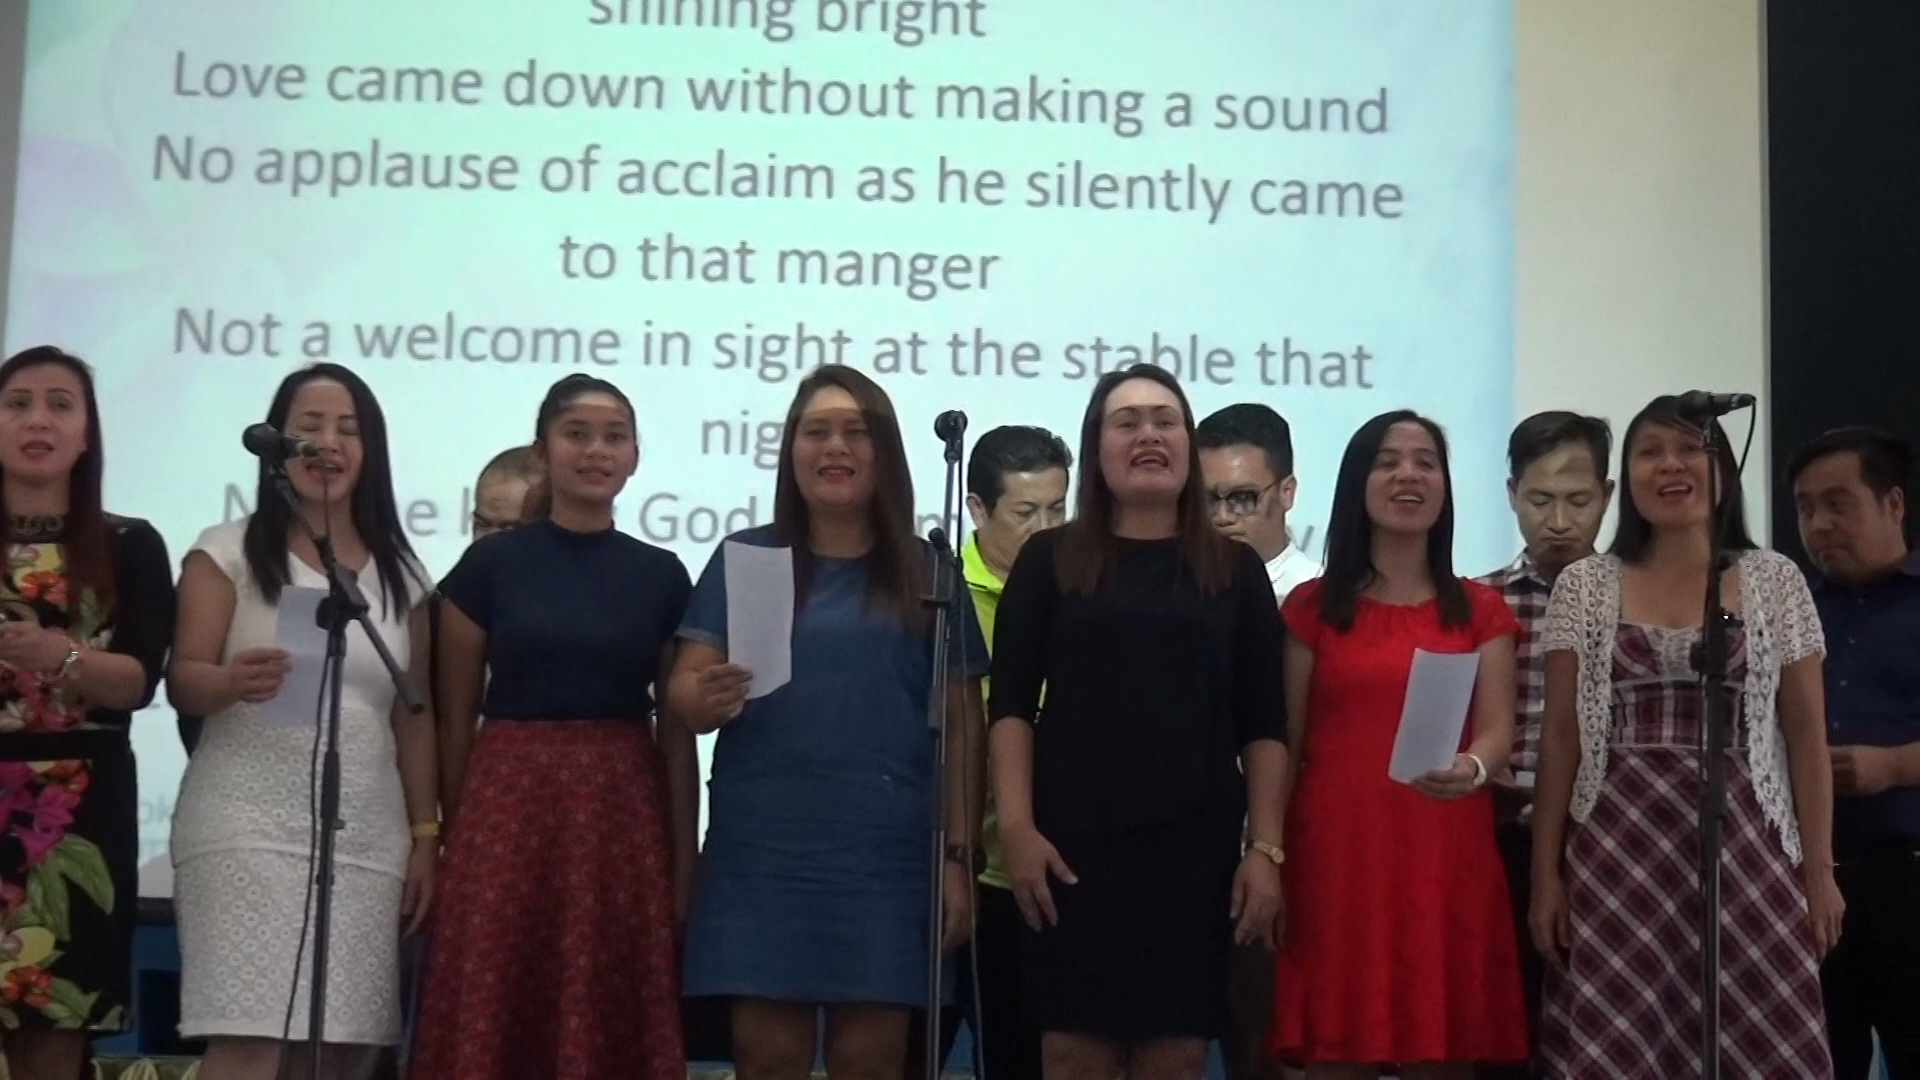 shining bright
Love came down without making a sound
No applause of acclaim as he silently came
to that manger
Not a welcome in sight at the stable that
God